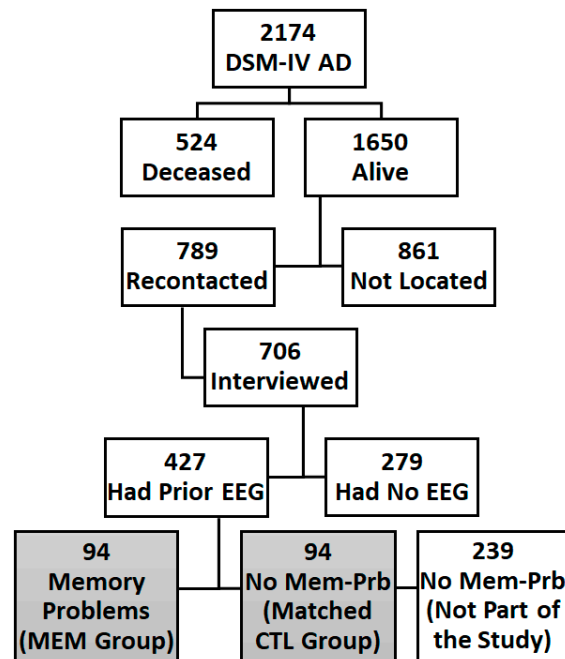 2174
DSM-IV AD
524
Deceased
1650
Alive
789
Recontacted
861
Not Located
706
Interviewed
427
Had Prior EEG
279
Had No EEG
94
Memory
Problems
(MEM Group)
94
No Mem-Prb
(Matched
CTL Group)
239
No Mem-Prb
(Not Part of
the Study)